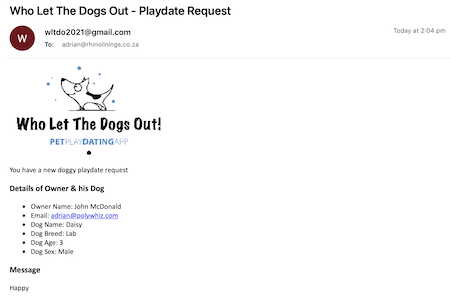 Who Let The Dogs Out - Playdate Request
W
wltdo2021@gmail.com
Today at 2:04 pm
To: adrian@rhinolinings.co.za
Who Let The Dogs Out!
PETPLAYDATINGAPP
You have a new doggy playdate request
Details of Owner & his Dog
• Owner Name: John McDonald
• Email: adrian@polywhiz.com
• Dog Name: Daisy
• Dog Breed: Lab
• Dog Age: 3
• Dog Sex: Male
Message
Happy